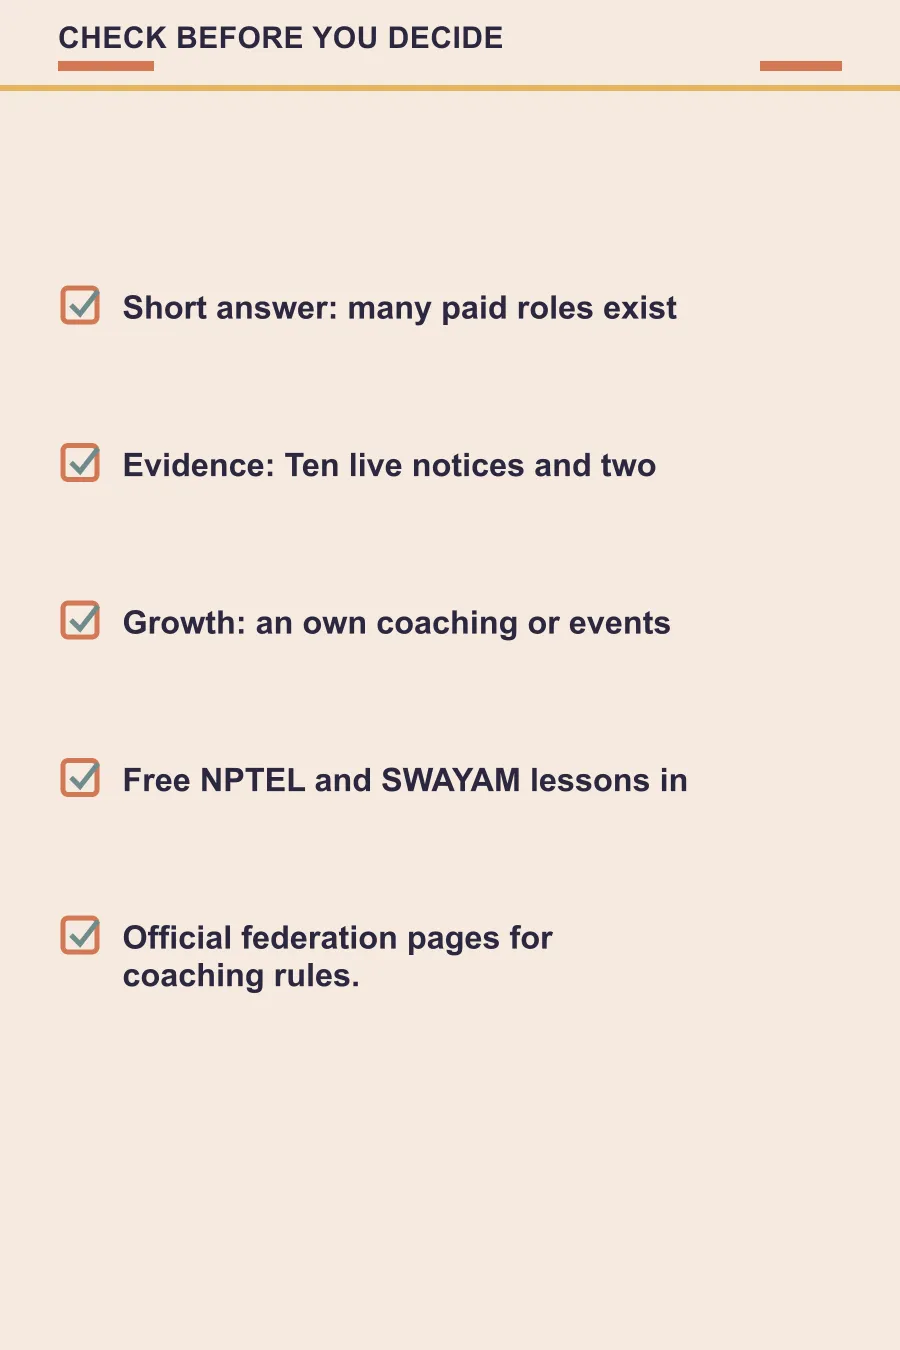 CHECK BEFORE YOU DECIDE
Short answer: many paid roles exist
Evidence: Ten live notices and two
Growth: an own coaching or events
Free NPTEL and SWAYAM lessons in
Official federation pages for
coaching rules.